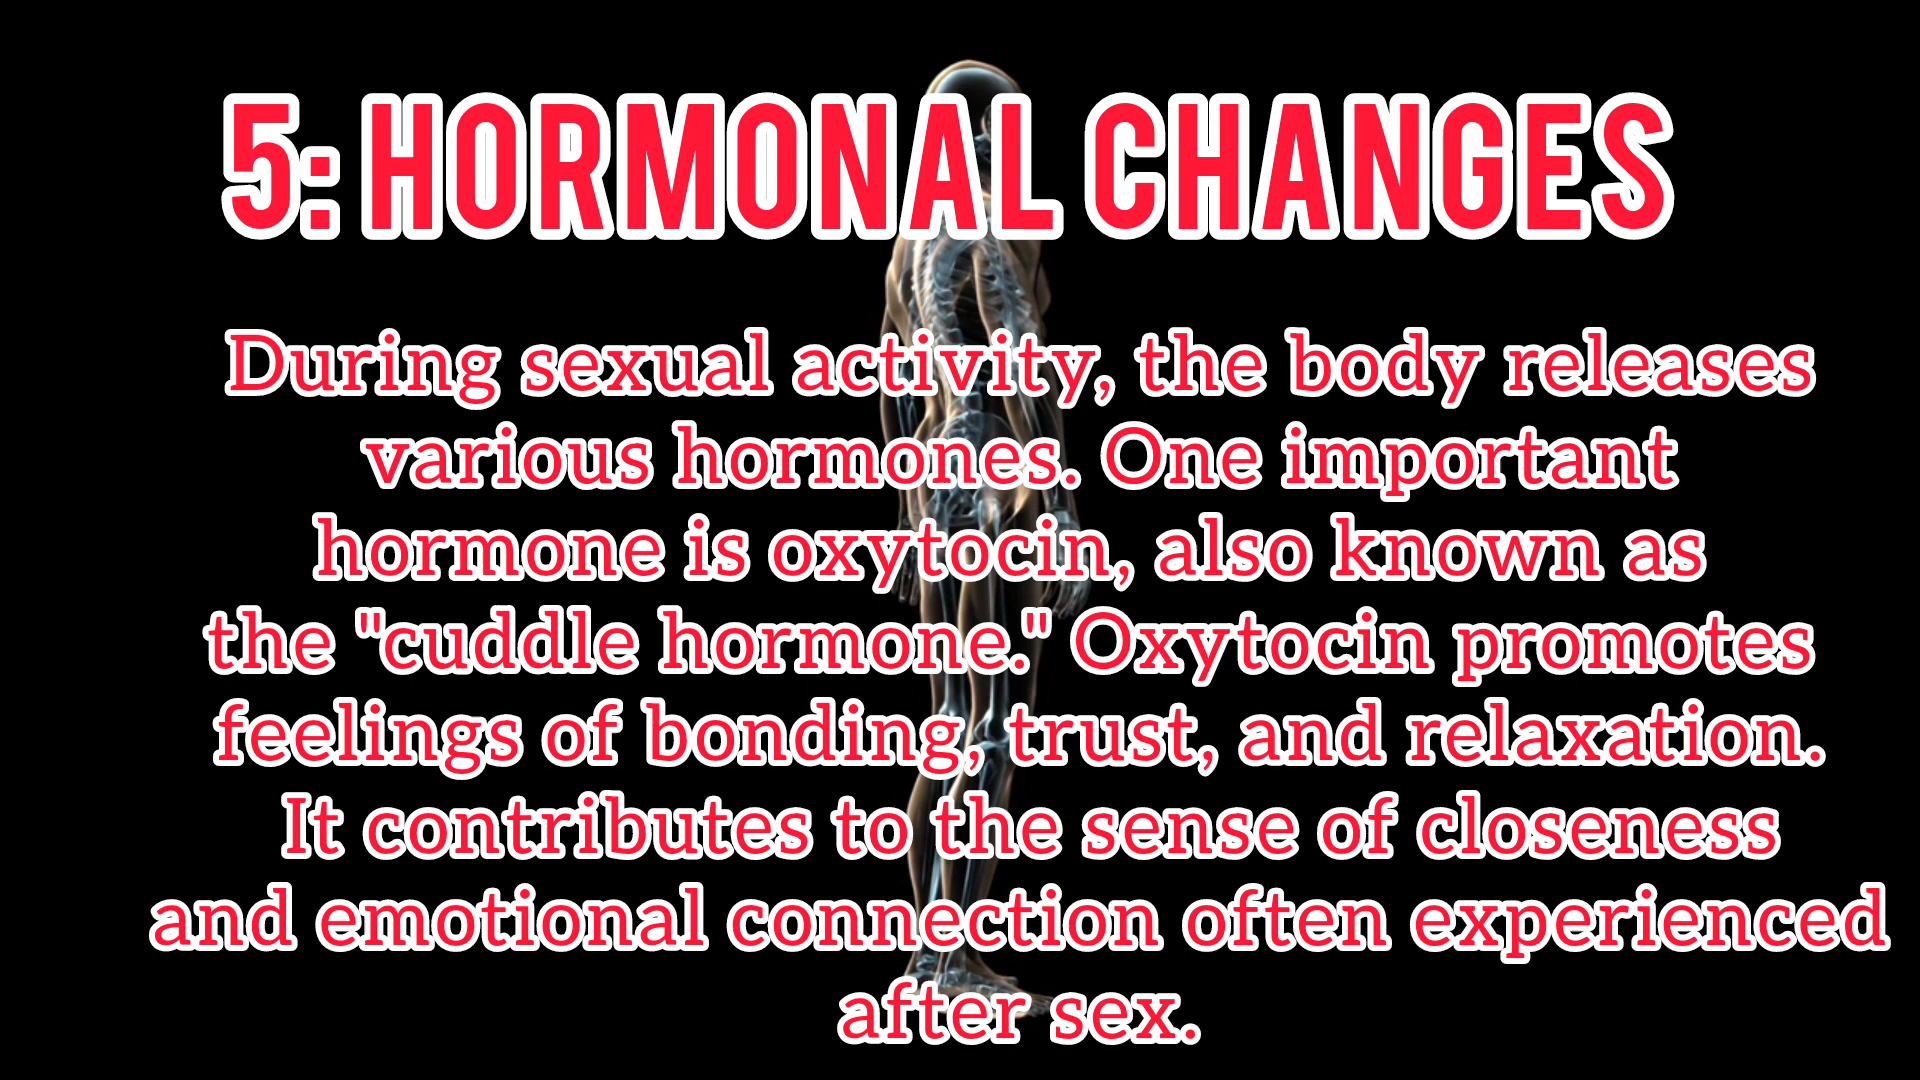 5: HORMONAL CHANGES
During sexual activity, the body releases
various hormones. One important
hormone is oxytocin, also known as
the "cuddle hormone." Oxytocin promotes
feelings of bonding, trust, and relaxation.
It contributes to the sense of closeness
and emotional connection often experienced
after sex.